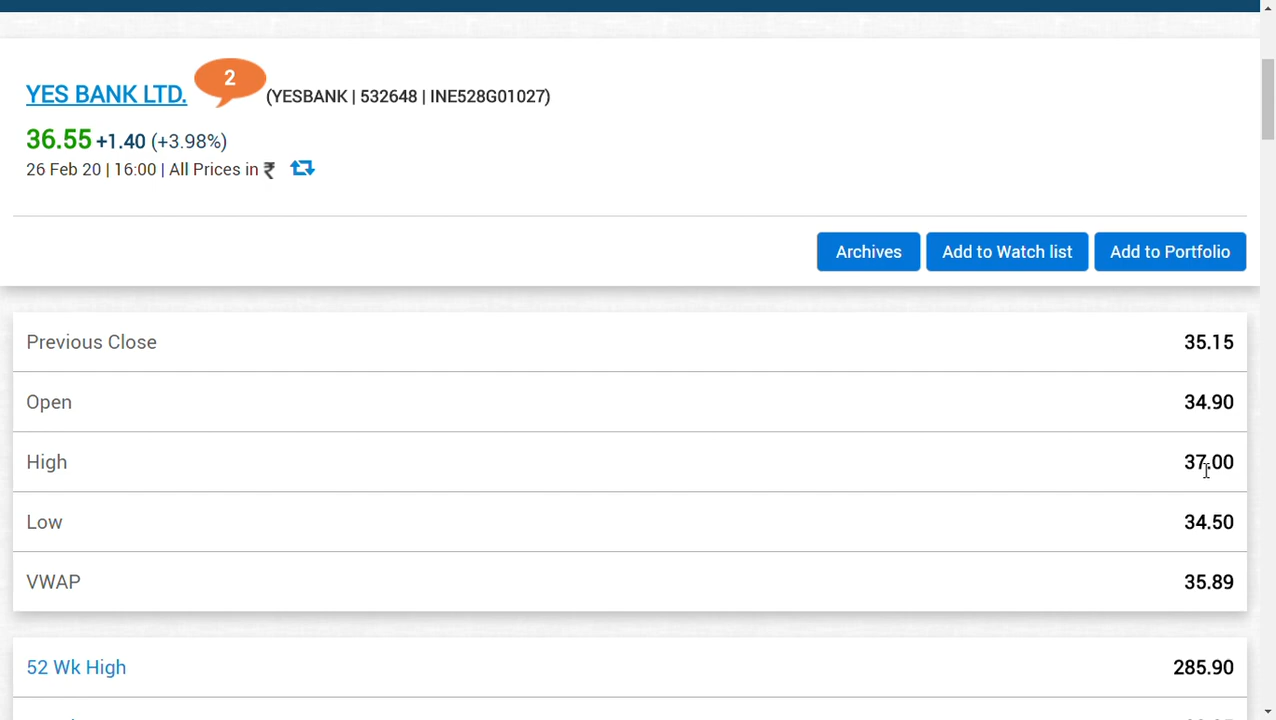 YES BANK LTD. 2 (YESBANK | 532648 | INE528G01027)
36.55 +1.40 (+3.98%)
26 Feb 20 | 16:00 | All Prices in ₹
Archives Add to Watch list Add to Portfolio
Previous Close 35.15
Open 34.90
High 37.00
Low 34.50
VWAP 35.89
52 Wk High 285.90